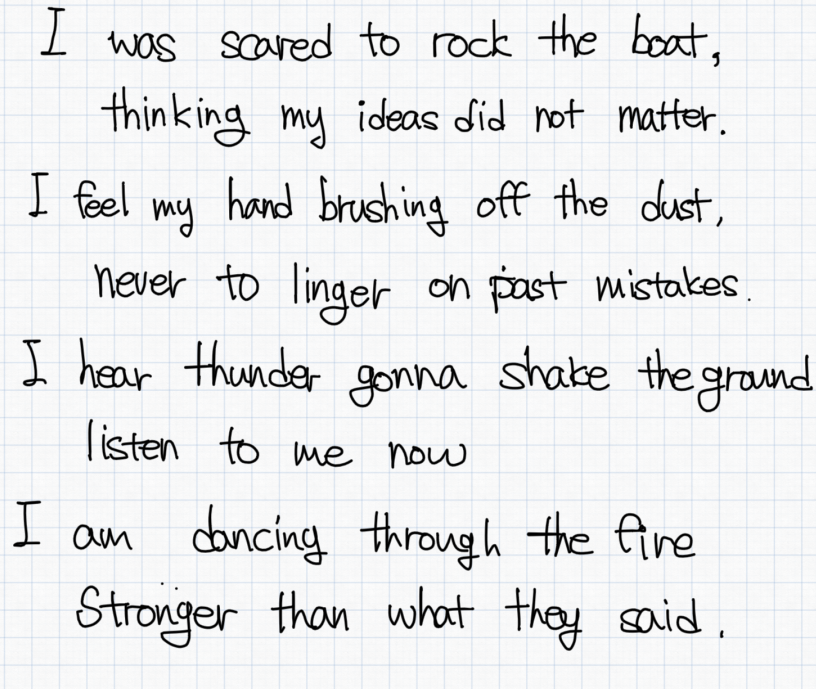 I was scared to rock the boat,
thinking my ideas did not matter.
I feel my hand brushing off the dust,
never to linger on past mistakes.
I hear thunder gonna shake the ground
listen to me now
I am dancing through the fire
Stronger than what they said.